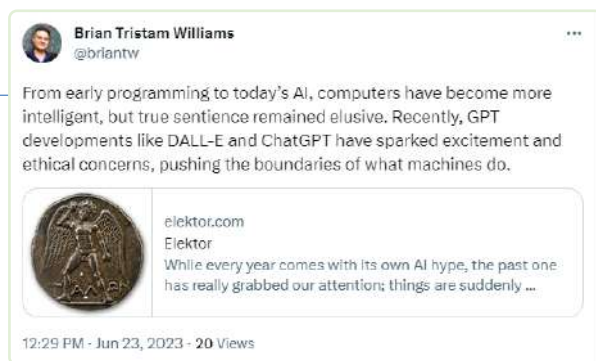 Brian Tristam Williams
@briantw
From early programming to today's AI, computers have become more
intelligent, but true sentience remained elusive. Recently, GPT
developments like DALL-E and ChatGPT have sparked excitement and
ethical concerns, pushing the boundaries of what machines do.
elektor.com
Elektor
While every year comes with its own AI hype, the past one
has really grabbed our attention; things are suddenly ...
12:29 PM · Jun 23, 2023 · 20 Views